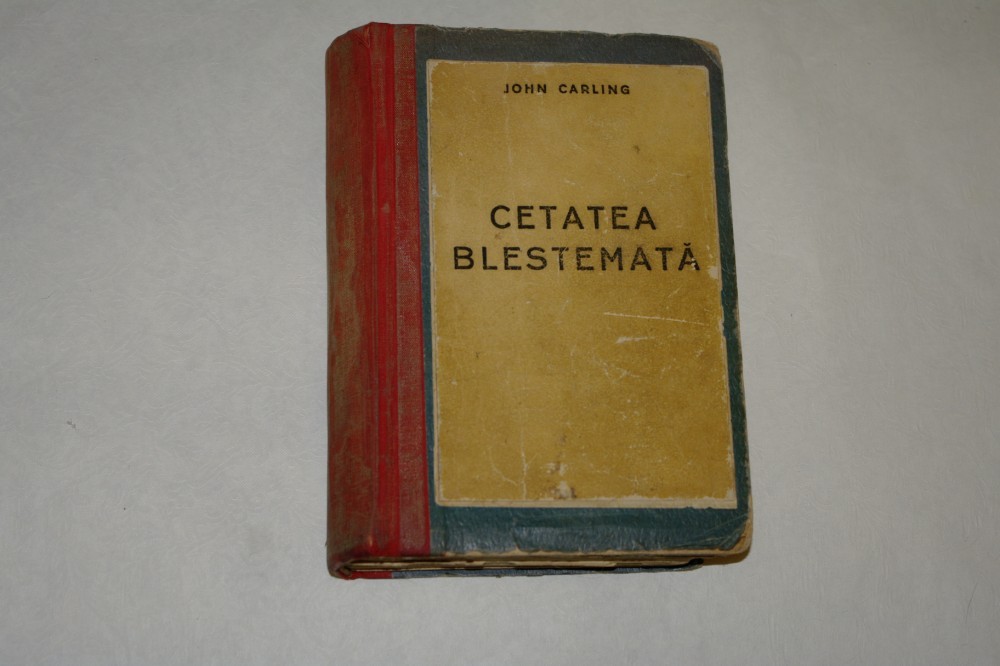 JOHN CARLING
CETATEA
BLESTEMATĂ